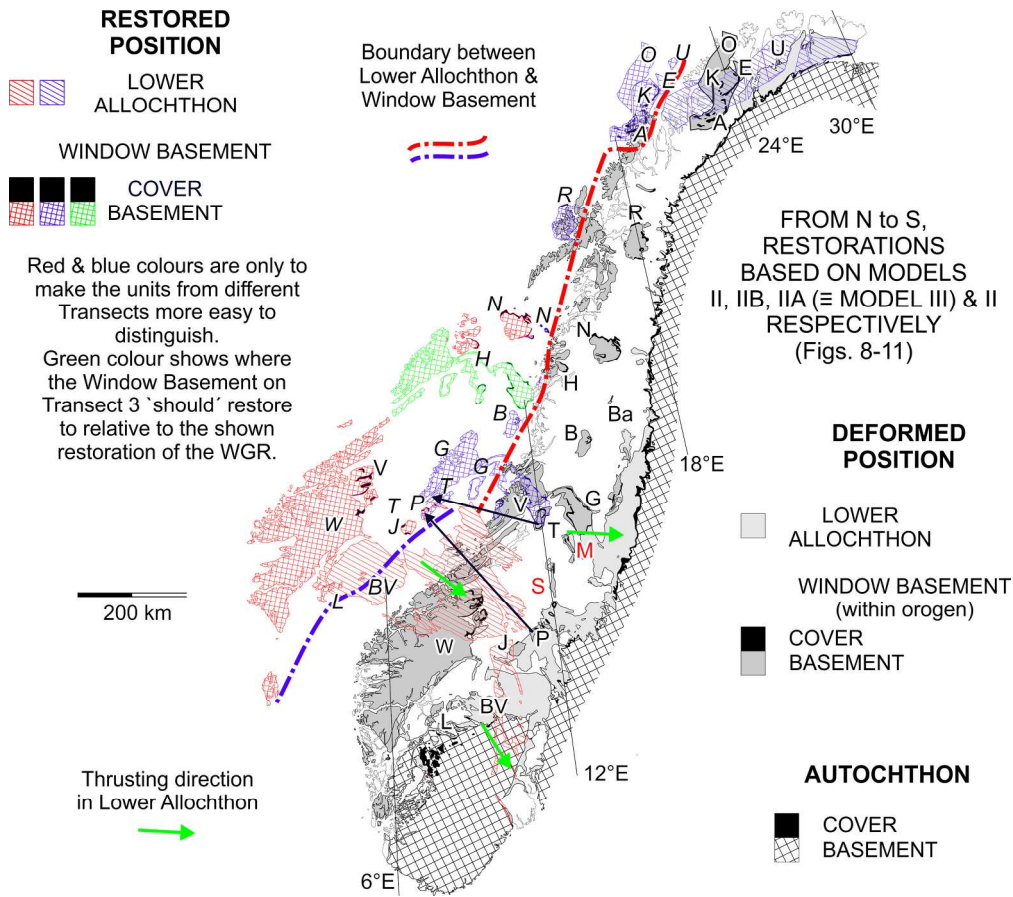 RESTORED
POSITION
LOWER
ALLOCHTHON
WINDOW BASEMENT
COVER
BASEMENT
Red & blue colours are only to
make the units from different
Transects more easy to
distinguish.
Green colour shows where
the Window Basement on
Transect 3 `should´ restore
to relative to the shown
restoration of the WGR.
Boundary between
Lower Allochthon &
Window Basement
O
U
E
K
A
O
U
K
E
A
30°E
24°E
R
R
FROM N to S,
RESTORATIONS
BASED ON MODELS
II, IIB, IIA (≡ MODEL III) & II
RESPECTIVELY
(Figs. 8-11)
N
N
N
H
H
B
Ba
B
18°E
G
G
V
T
T
P
J
W
V
G
T
M
S
L
BV
W
J
P
BV
L
200 km
12°E
6°E
Thrusting direction
in Lower Allochthon
DEFORMED
POSITION
LOWER
ALLOCHTHON
WINDOW BASEMENT
(within orogen)
COVER
BASEMENT
AUTOCHTHON
COVER
BASEMENT